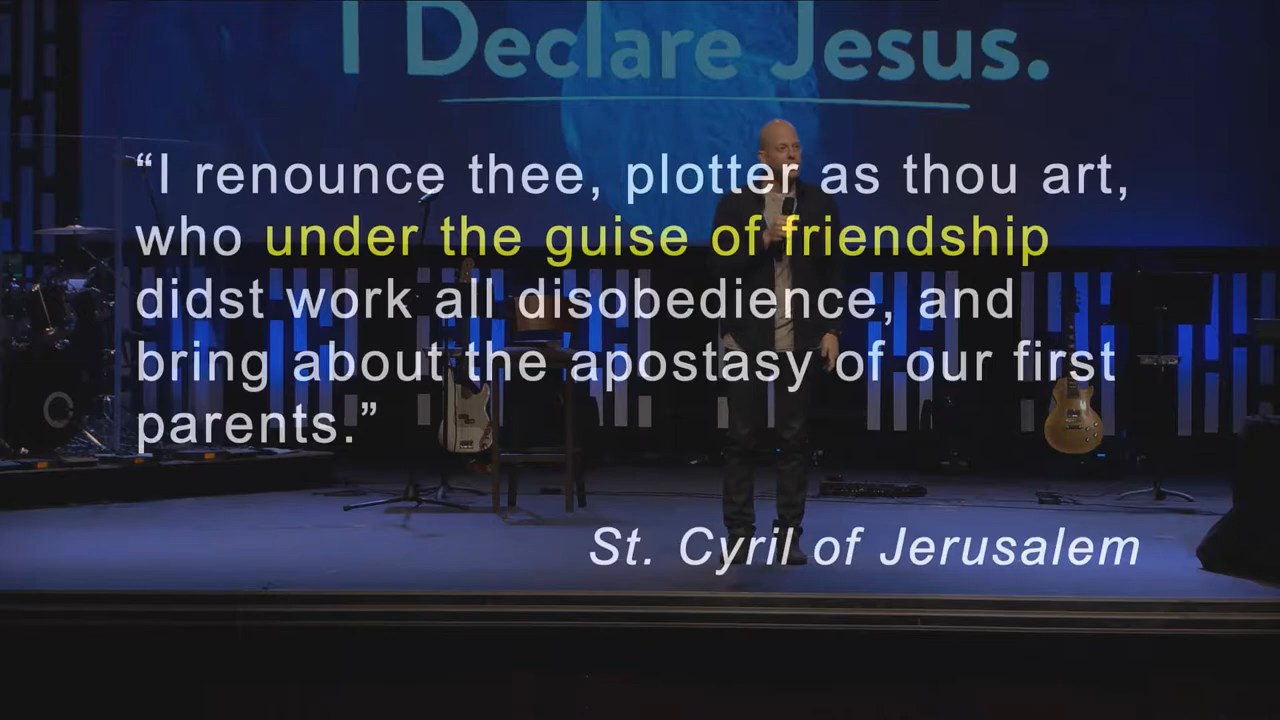 I Declare Jesus.
“I renounce thee, plotter as thou art,
who under the guise of friendship
didst work all disobedience, and
bring about the apostasy of our first
parents.”
St. Cyril of Jerusalem